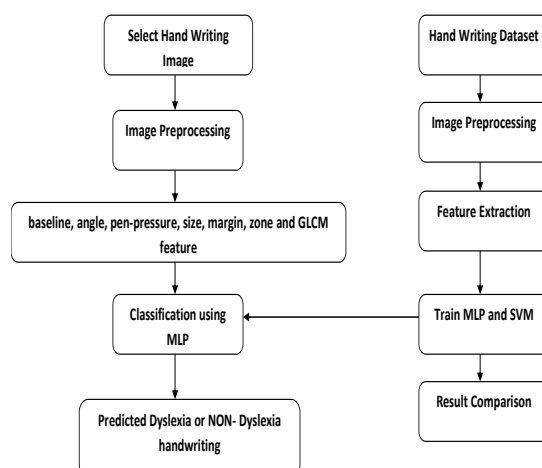 Select Hand Writing
Image
Image Preprocessing
baseline, angle, pen-pressure, size, margin, zone and GLCM
feature
Classification using
MLP
Predicted Dyslexia or NON- Dyslexia
handwriting
Hand Writing Dataset
Image Preprocessing
Feature Extraction
Train MLP and SVM
Result Comparison